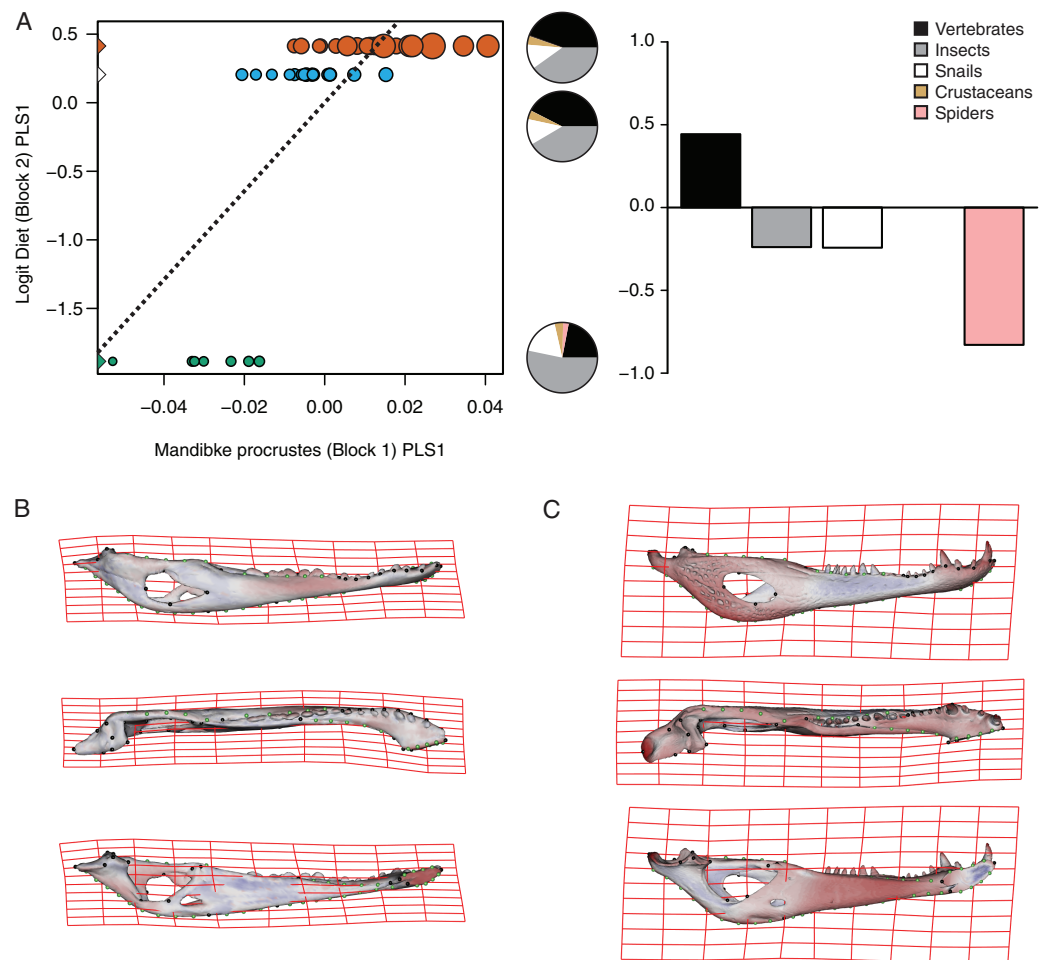 A
Logit Diet (Block 2) PLS1
0.5
0.0
−0.5
−1.0
−1.5
−0.04 −0.02 0.00 0.02 0.04
Mandibke procrustes (Block 1) PLS1
1.0
0.5
0.0
−0.5
−1.0
Vertebrates
Insects
Snails
Crustaceans
Spiders
B
C